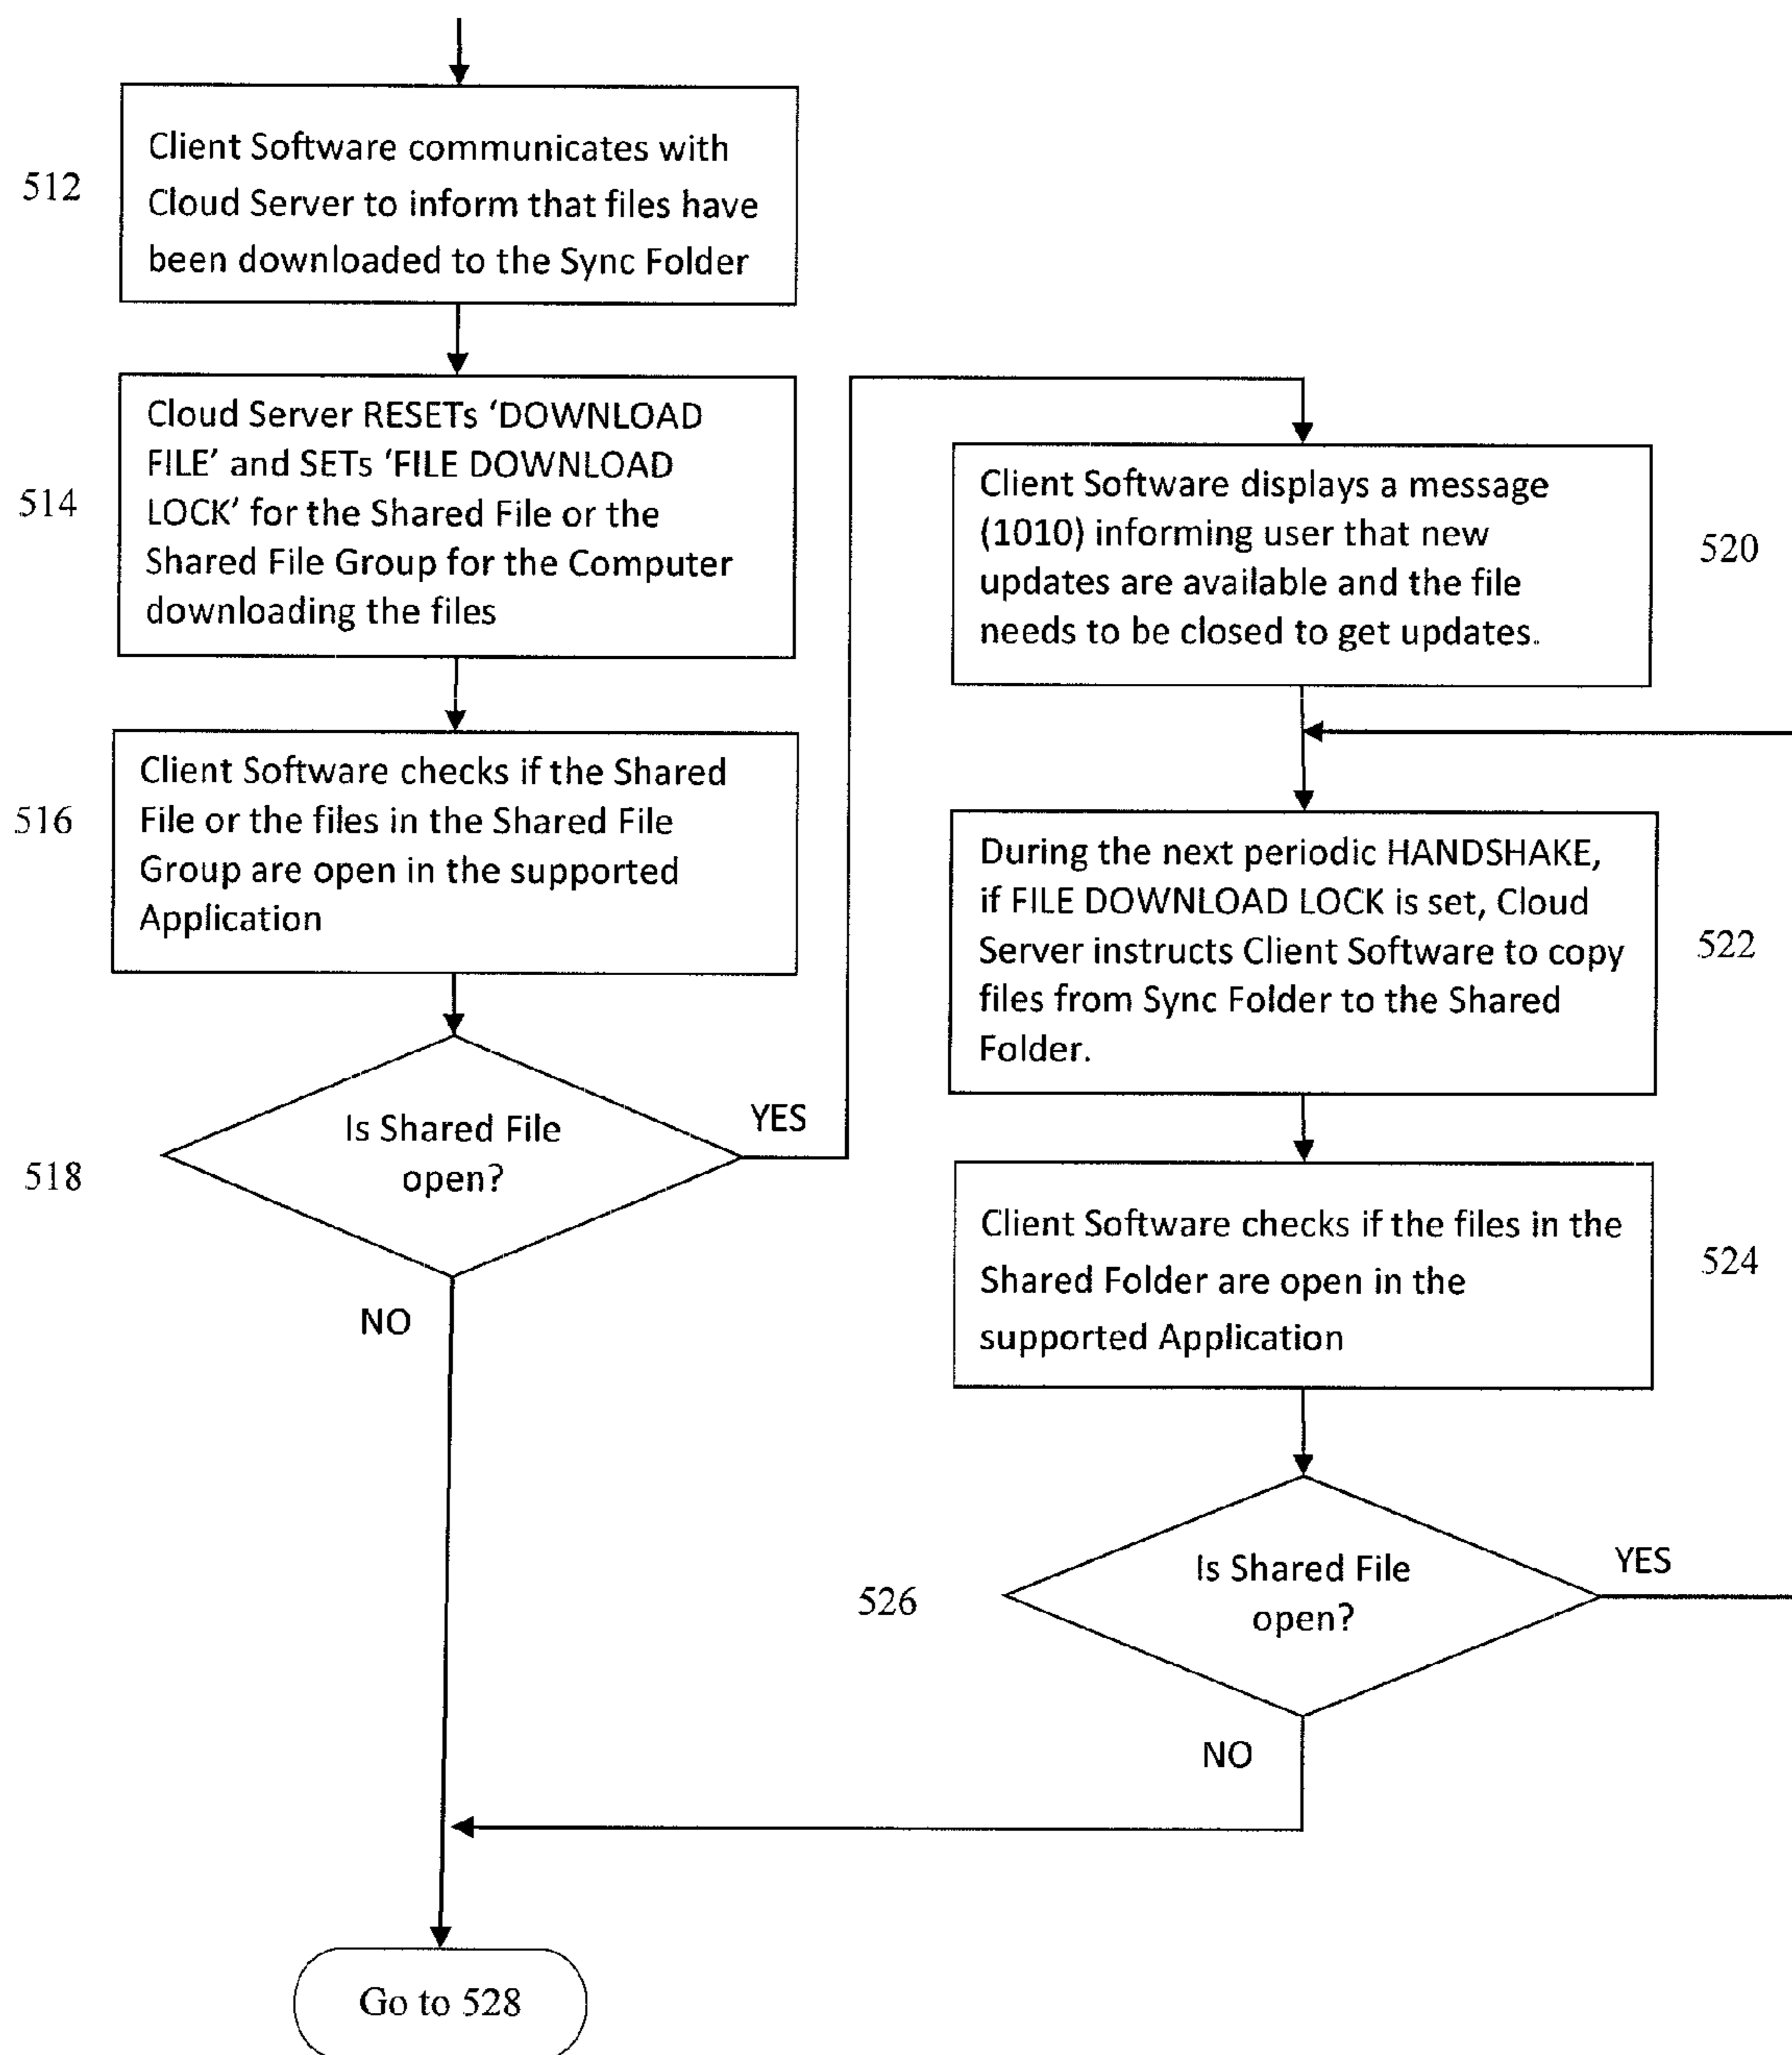 512
Client Software communicates with
Cloud Server to inform that files have
been downloaded to the Sync Folder
514
Cloud Server RESETs ‘DOWNLOAD
FILE’ and SETs ‘FILE DOWNLOAD
LOCK’ for the Shared File or the
Shared File Group for the Computer
downloading the files
516
Client Software checks if the Shared
File or the files in the Shared File
Group are open in the supported
Application
518
Is Shared File
open?
YES
NO
520
Client Software displays a message
(1010) informing user that new
updates are available and the file
needs to be closed to get updates.
522
During the next periodic HANDSHAKE,
if FILE DOWNLOAD LOCK is set, Cloud
Server instructs Client Software to copy
files from Sync Folder to the Shared
Folder.
524
Client Software checks if the files in the
Shared Folder are open in the
supported Application
526
Is Shared File
open?
YES
NO
Go to 528